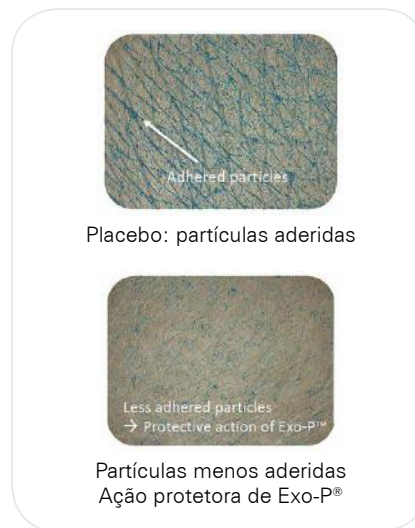 Adhered particles
Placebo: partículas aderidas
Less adhered particles
→ Protective action of Exo-P™
Partículas menos aderidas
Ação protetora de Exo-P®